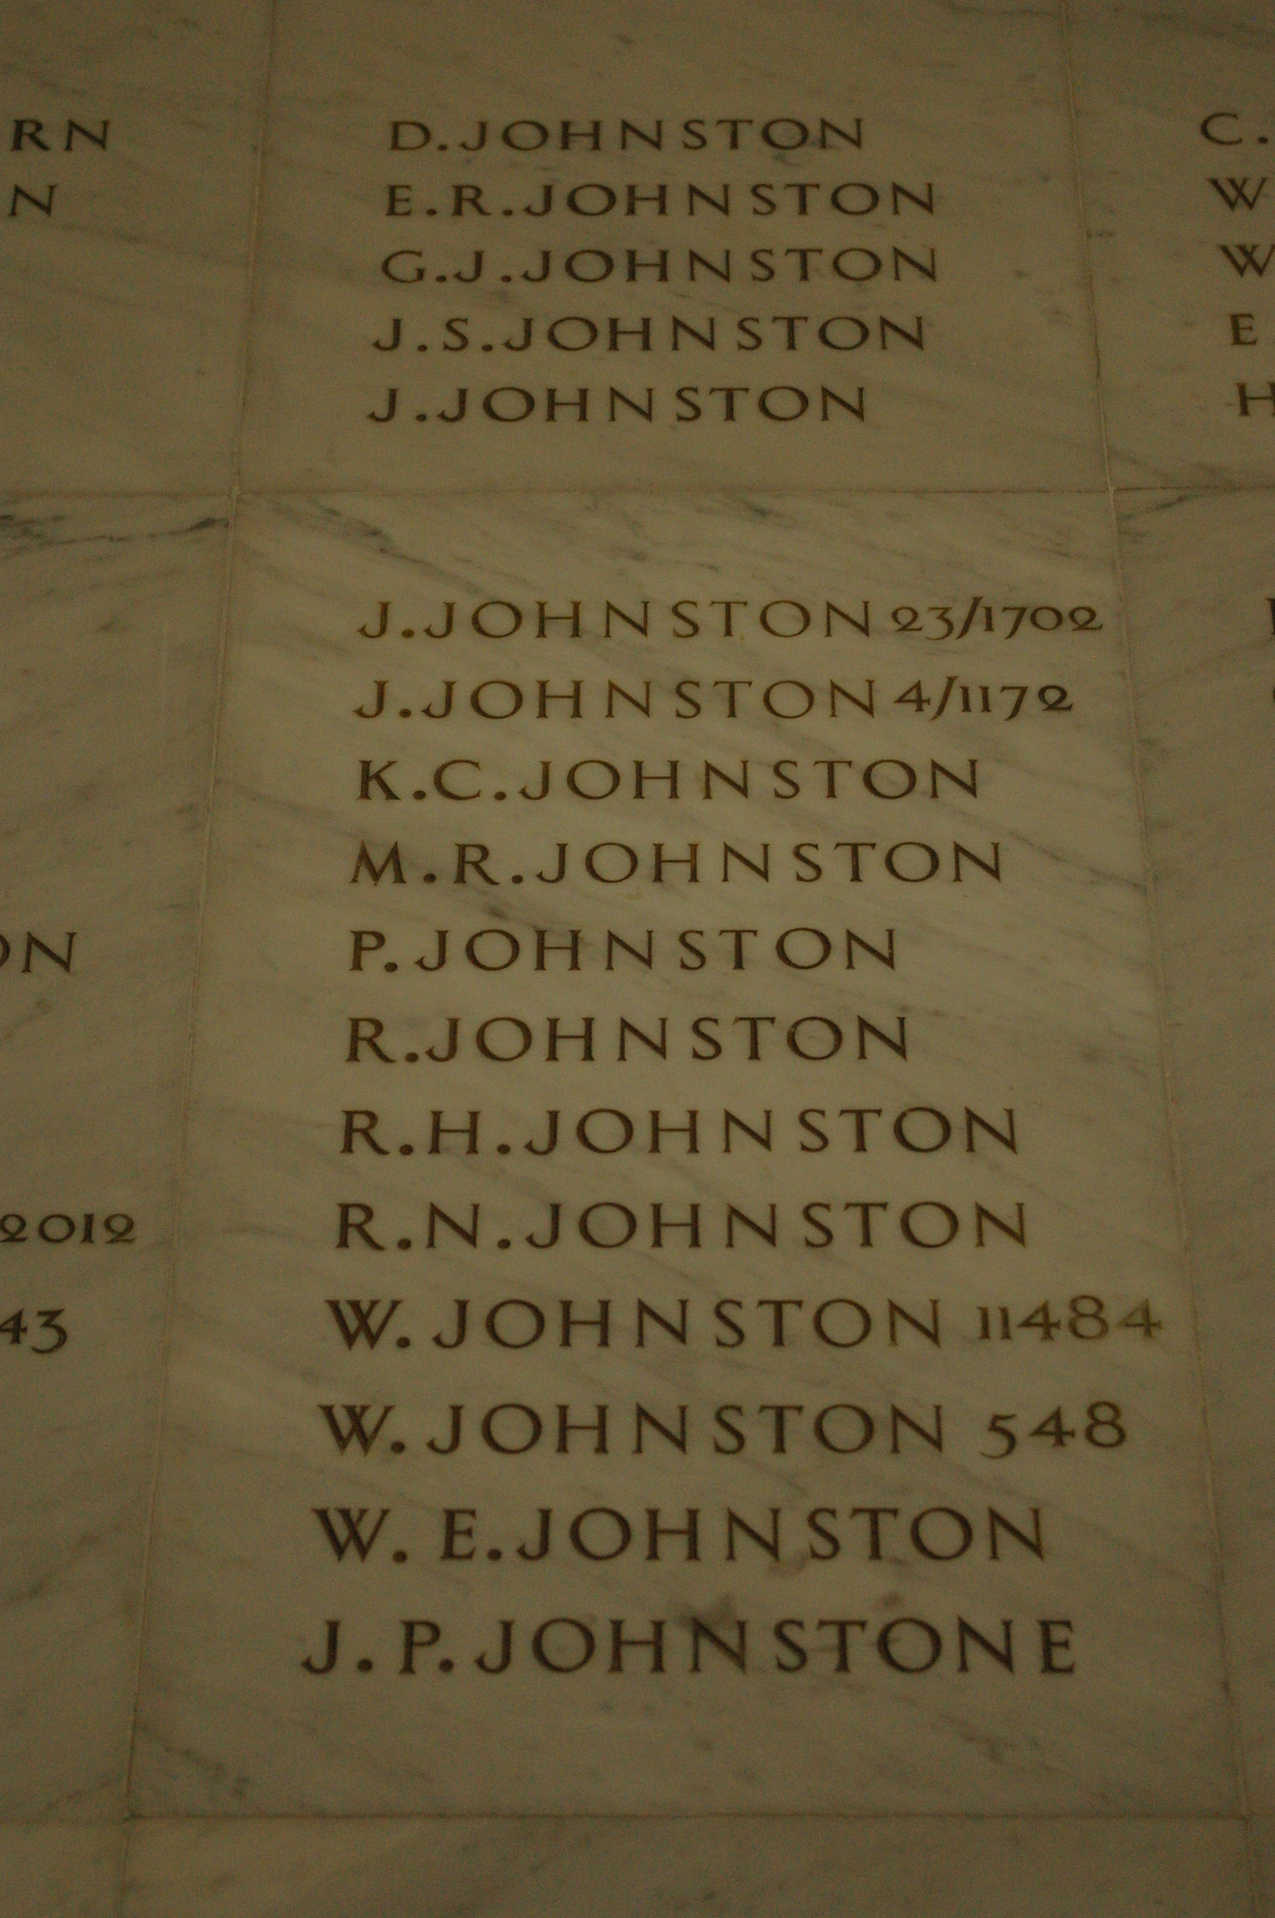 D. JOHNSTON
E. R. JOHNSTON
G. J. JOHNSTON
J. S. JOHNSTON
J. JOHNSTON
J. JOHNSTON 23/1702
J. JOHNSTON 4/1172
K. C. JOHNSTON
M. R. JOHNSTON
P. JOHNSTON
R. JOHNSTON
R. H. JOHNSTON
R. N. JOHNSTON
W. JOHNSTON 11484
W. JOHNSTON 548
W. E. JOHNSTON
J. P. JOHNSTONE